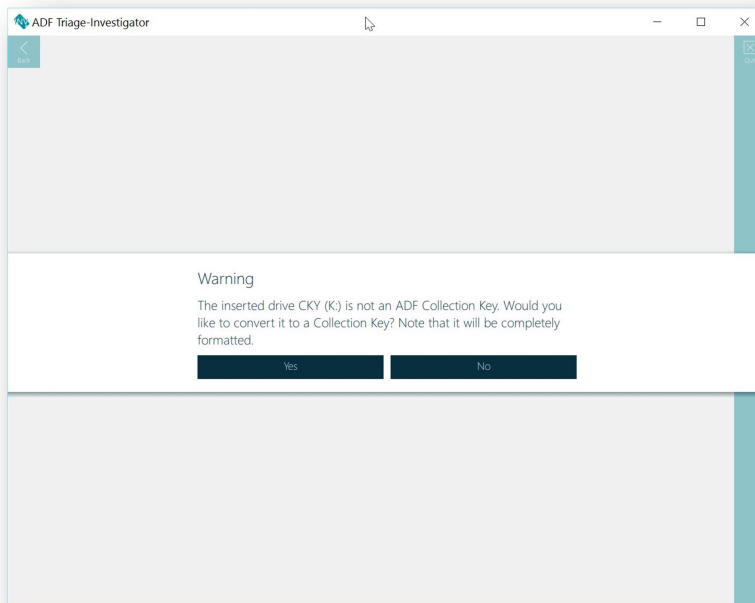 ADF Triage-Investigator
Back
Warning
The inserted drive CKY (K:) is not an ADF Collection Key. Would you
like to convert it to a Collection Key? Note that it will be completely
formatted.
Yes
No